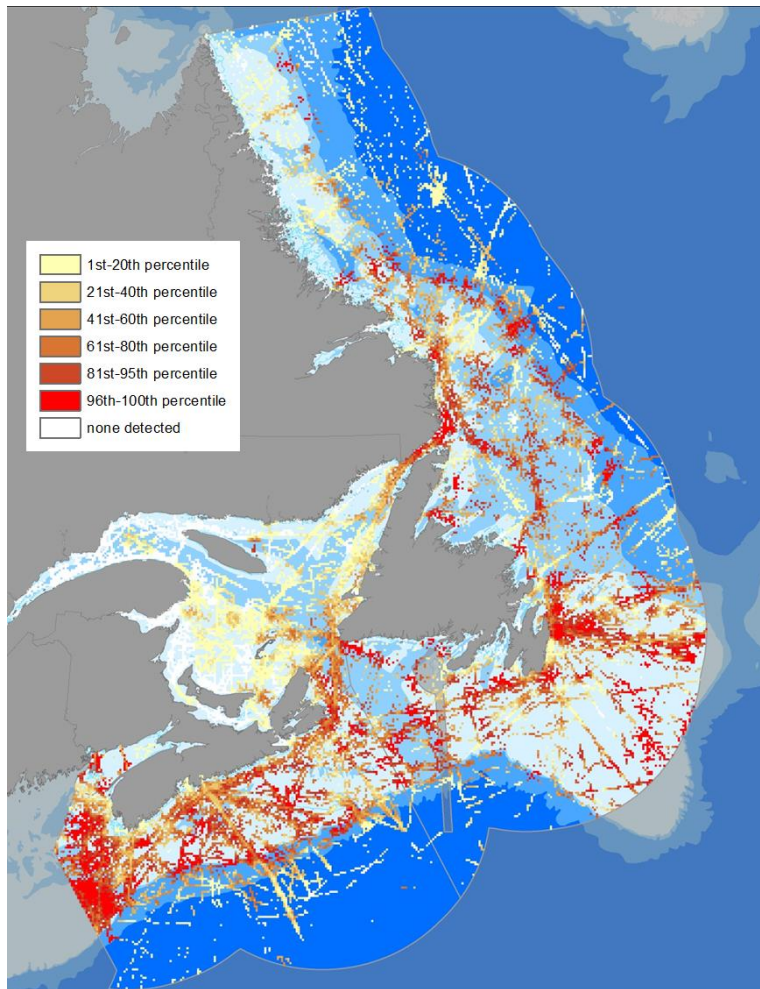 1st-20th percentile
21st-40th percentile
41st-60th percentile
61st-80th percentile
81st-95th percentile
96th-100th percentile
none detected